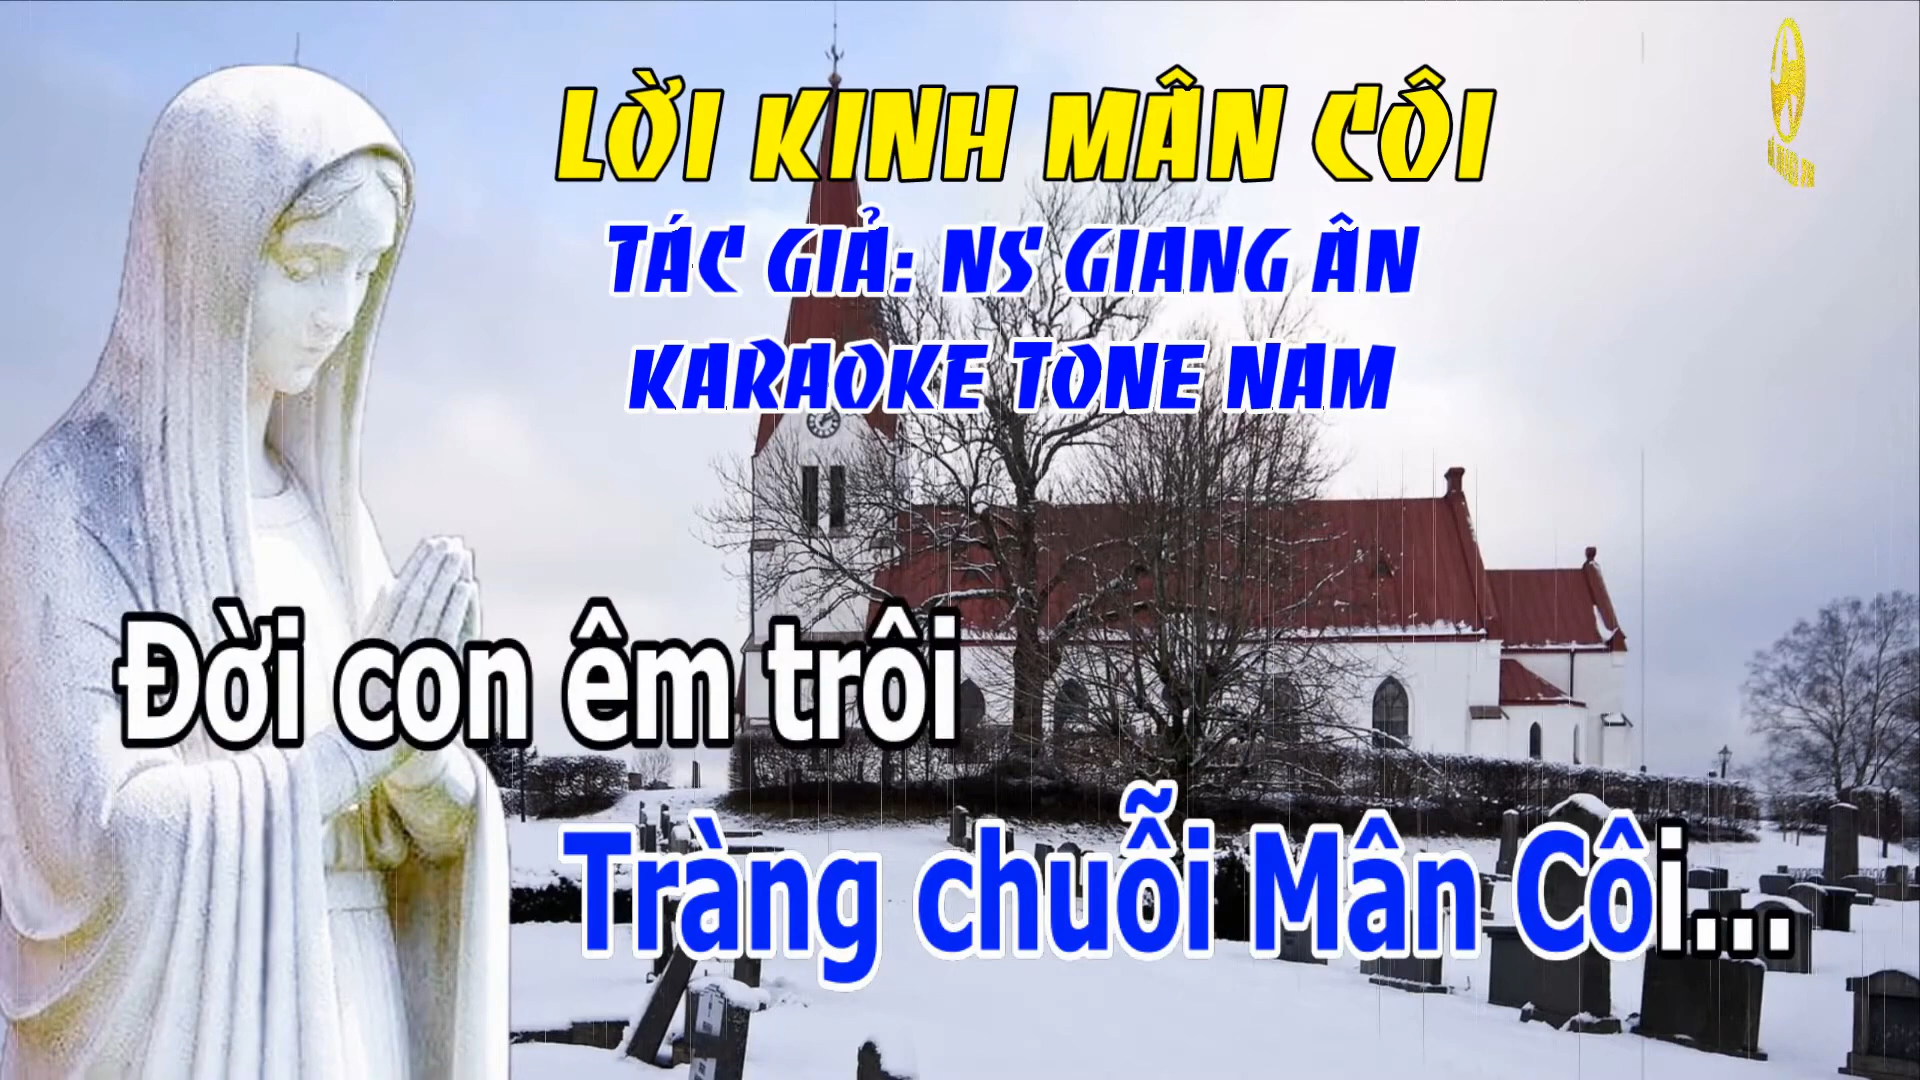 LỜI KINH MÂN CÔI
TÁC GIẢ: NS GIANG ÂN
KARAOKE TONE NAM
Đời con êm trôi
Tràng chuỗi Mân Côi...